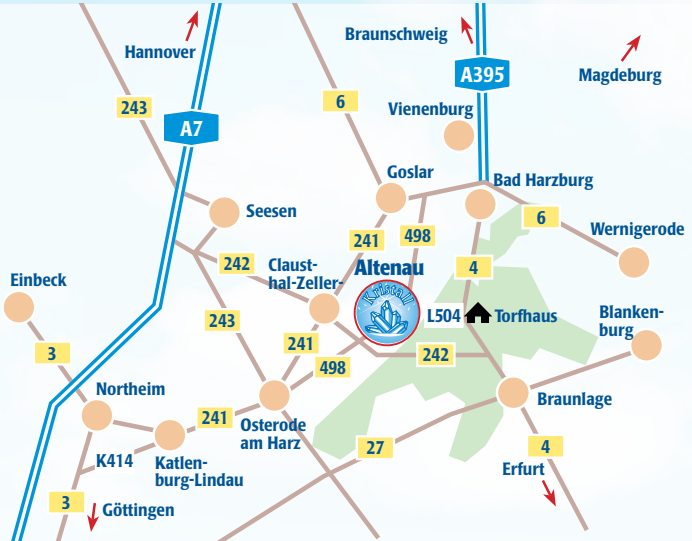 Hannover
Braunschweig
A395
Magdeburg
243
6
A7
Vienenburg
Goslar
Bad Harzburg
Seesen
6
Wernigerode
241
498
242
Claust-
hal-Zeller-
Altenau
4
Einbeck
Kristall
L504
Torfhaus
Blanken-
burg
243
241
3
498
242
Northeim
Braunlage
241
Osterode
am Harz
K414
Katlen-
burg-Lindau
27
4
Erfurt
3
Göttingen